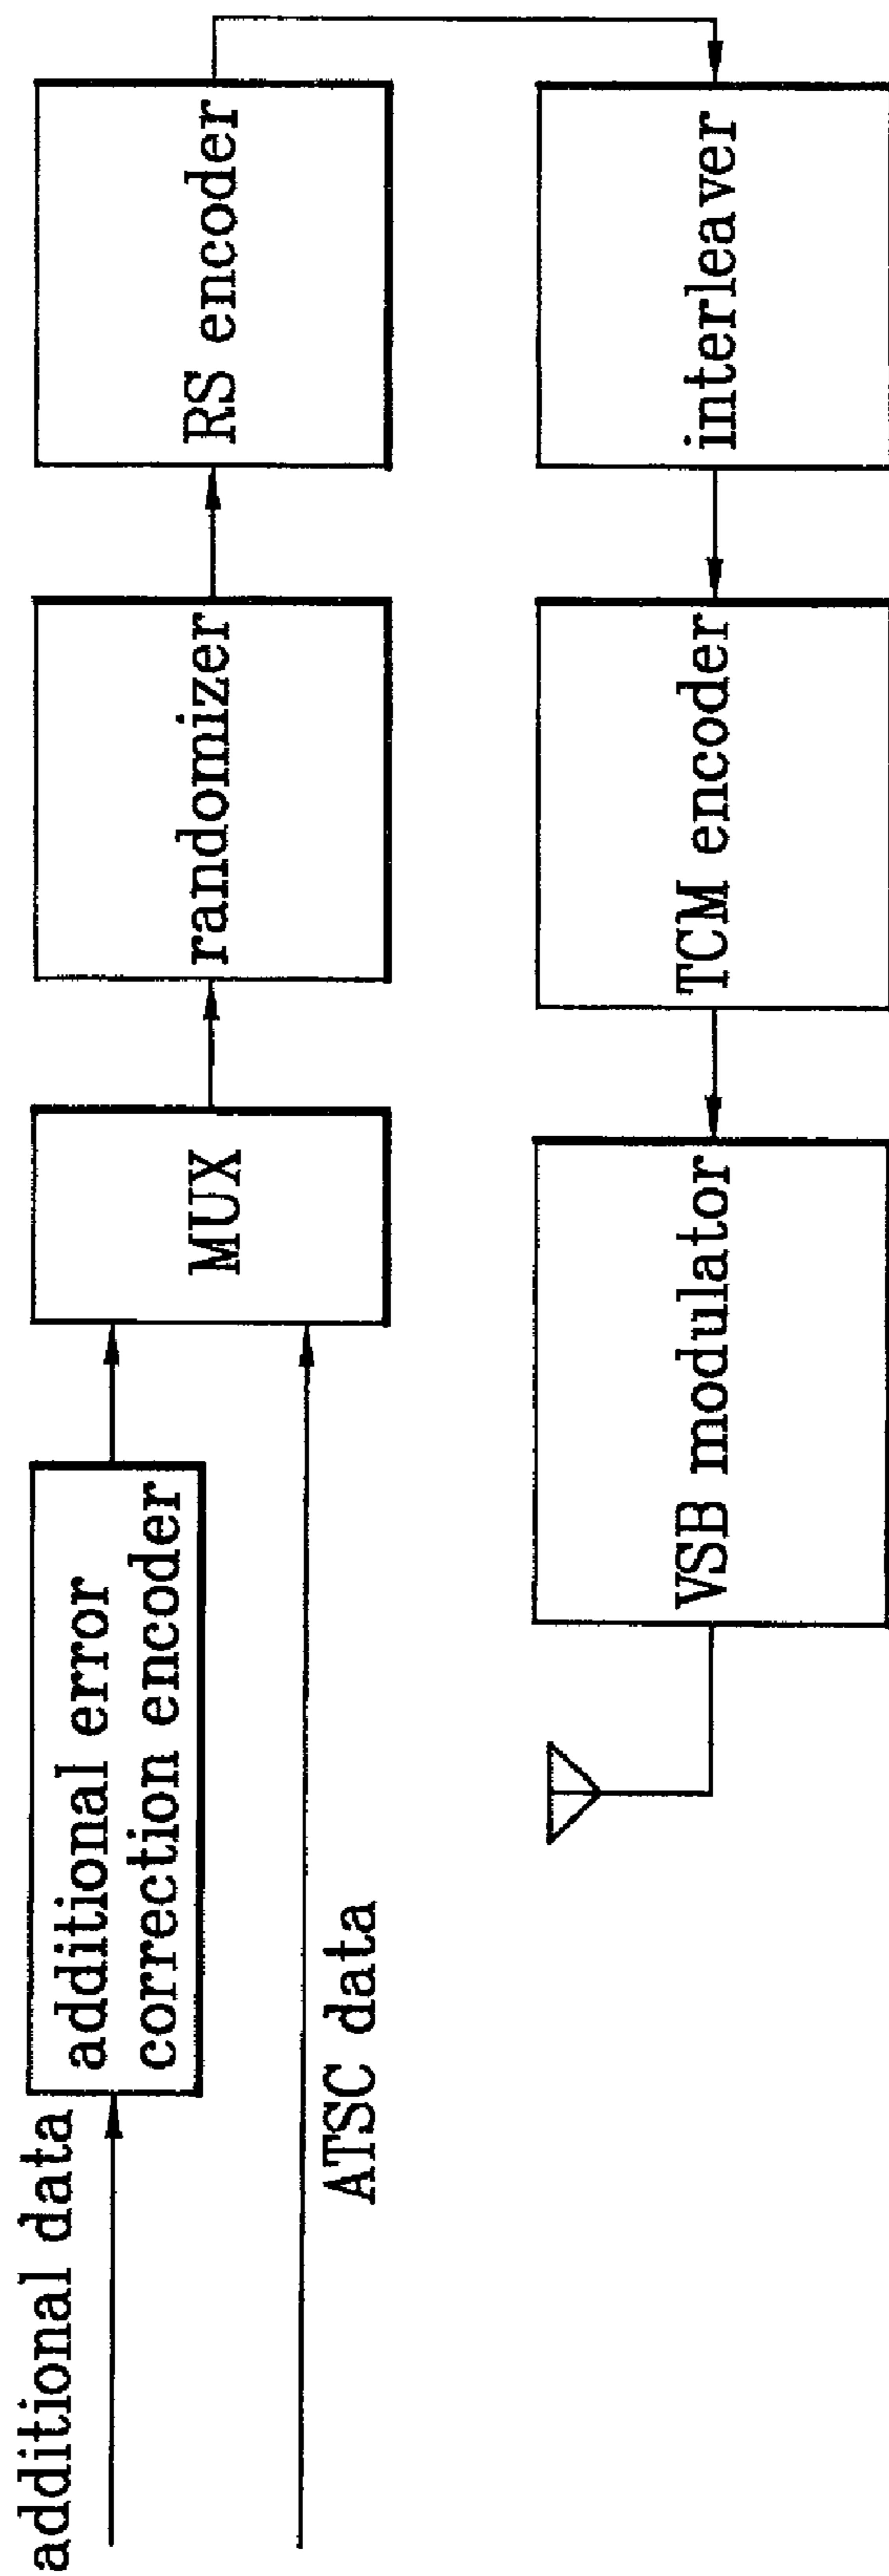 additional data
additional error
correction encoder
ATSC data
MUX
randomizer
RS encoder
interleaver
TCM encoder
VSB modulator